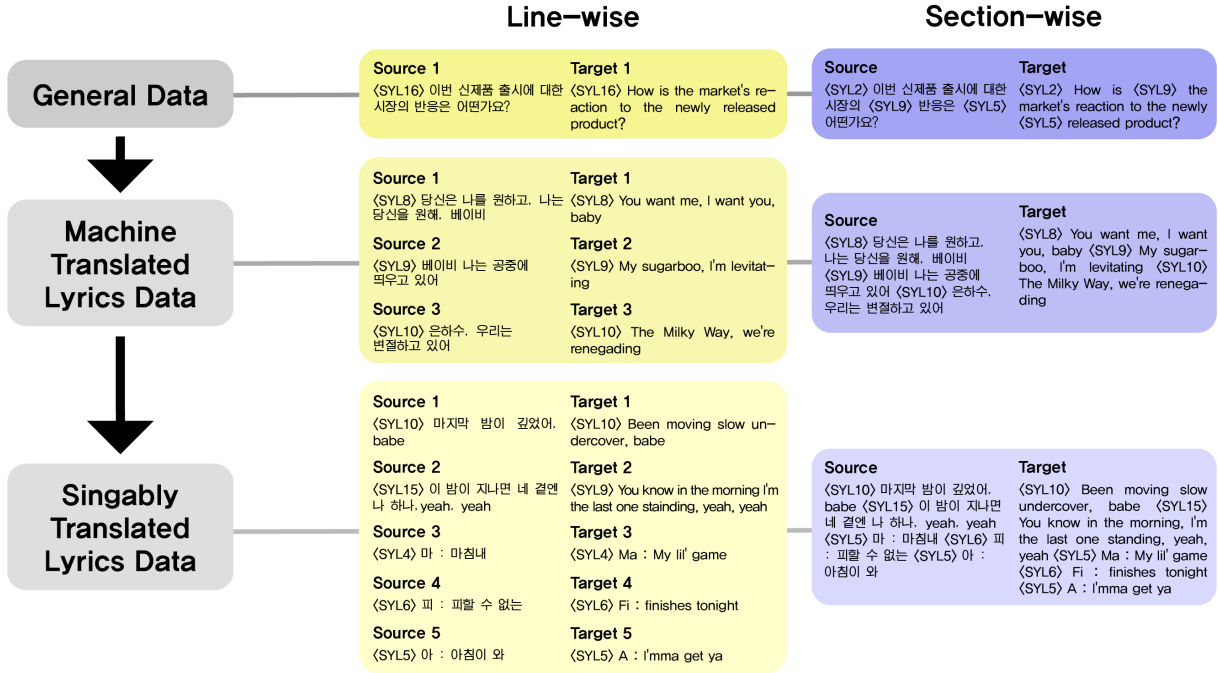 Line-wise
Section-wise
General Data
Source 1
⟨SYL16⟩ 이번 신제품 출시에 대한
시장의 반응은 어떤가요?
Target 1
⟨SYL16⟩ How is the market's re-
action to the newly released
product?
Source
⟨SYL2⟩ 이번 신제품 출시에 대한
시장의 ⟨SYL9⟩ 반응은 ⟨SYL5⟩
어떤가요?
Target
⟨SYL2⟩ How is ⟨SYL9⟩ the
market's reaction to the newly
⟨SYL5⟩ released product?
Machine
Translated
Lyrics Data
Source 1
⟨SYL8⟩ 당신은 나를 원하고. 나는
당신을 원해. 베이비
Target 1
⟨SYL8⟩ You want me, I want you,
baby
Source 2
⟨SYL9⟩ 베이비 나는 공중에
띄우고 있어
Target 2
⟨SYL9⟩ My sugarboo, I'm levitat-
ing
Source 3
⟨SYL10⟩ 은하수. 우리는
변절하고 있어
Target 3
⟨SYL10⟩ The Milky Way, we're
renegading
Source
⟨SYL8⟩ 당신은 나를 원하고.
나는 당신을 원해. 베이비
⟨SYL9⟩ 베이비 나는 공중에
띄우고 있어 ⟨SYL10⟩ 은하수.
우리는 변절하고 있어
Target
⟨SYL8⟩ You want me, I want
you, baby ⟨SYL9⟩ My sugar-
boo, I'm levitating ⟨SYL10⟩
The Milky Way, we're renega-
ding
Singably
Translated
Lyrics Data
Source 1
⟨SYL10⟩ 마지막 밤이 깊었어.
babe
Target 1
⟨SYL10⟩ Been moving slow un-
dercover, babe
Source 2
⟨SYL15⟩ 이 밤이 지나면 네 곁엔
나 하나. yeah. yeah
Target 2
⟨SYL9⟩ You know in the morning I'm
the last one stainding, yeah, yeah
Source 3
⟨SYL4⟩ 마 : 마침내
Target 3
⟨SYL4⟩ Ma : My lil' game
Source 4
⟨SYL6⟩ 피 : 피할 수 없는
Target 4
⟨SYL6⟩ Fi : finishes tonight
Source 5
⟨SYL5⟩ 아 : 아침이 와
Target 5
⟨SYL5⟩ A : I'mma get ya
Source
⟨SYL10⟩ 마지막 밤이 깊었어.
babe ⟨SYL15⟩ 이 밤이 지나면
네 곁엔 나 하나. yeah. yeah
⟨SYL5⟩ 마 : 마침내 ⟨SYL6⟩ 피
: 피할 수 없는 ⟨SYL5⟩ 아 :
아침이 와
Target
⟨SYL10⟩ Been moving slow
undercover, babe ⟨SYL15⟩
You know in the morning, I'm
the last one standing, yeah,
yeah ⟨SYL5⟩ Ma : My lil' game
⟨SYL6⟩ Fi : finishes tonight
⟨SYL5⟩ A : I'mma get ya